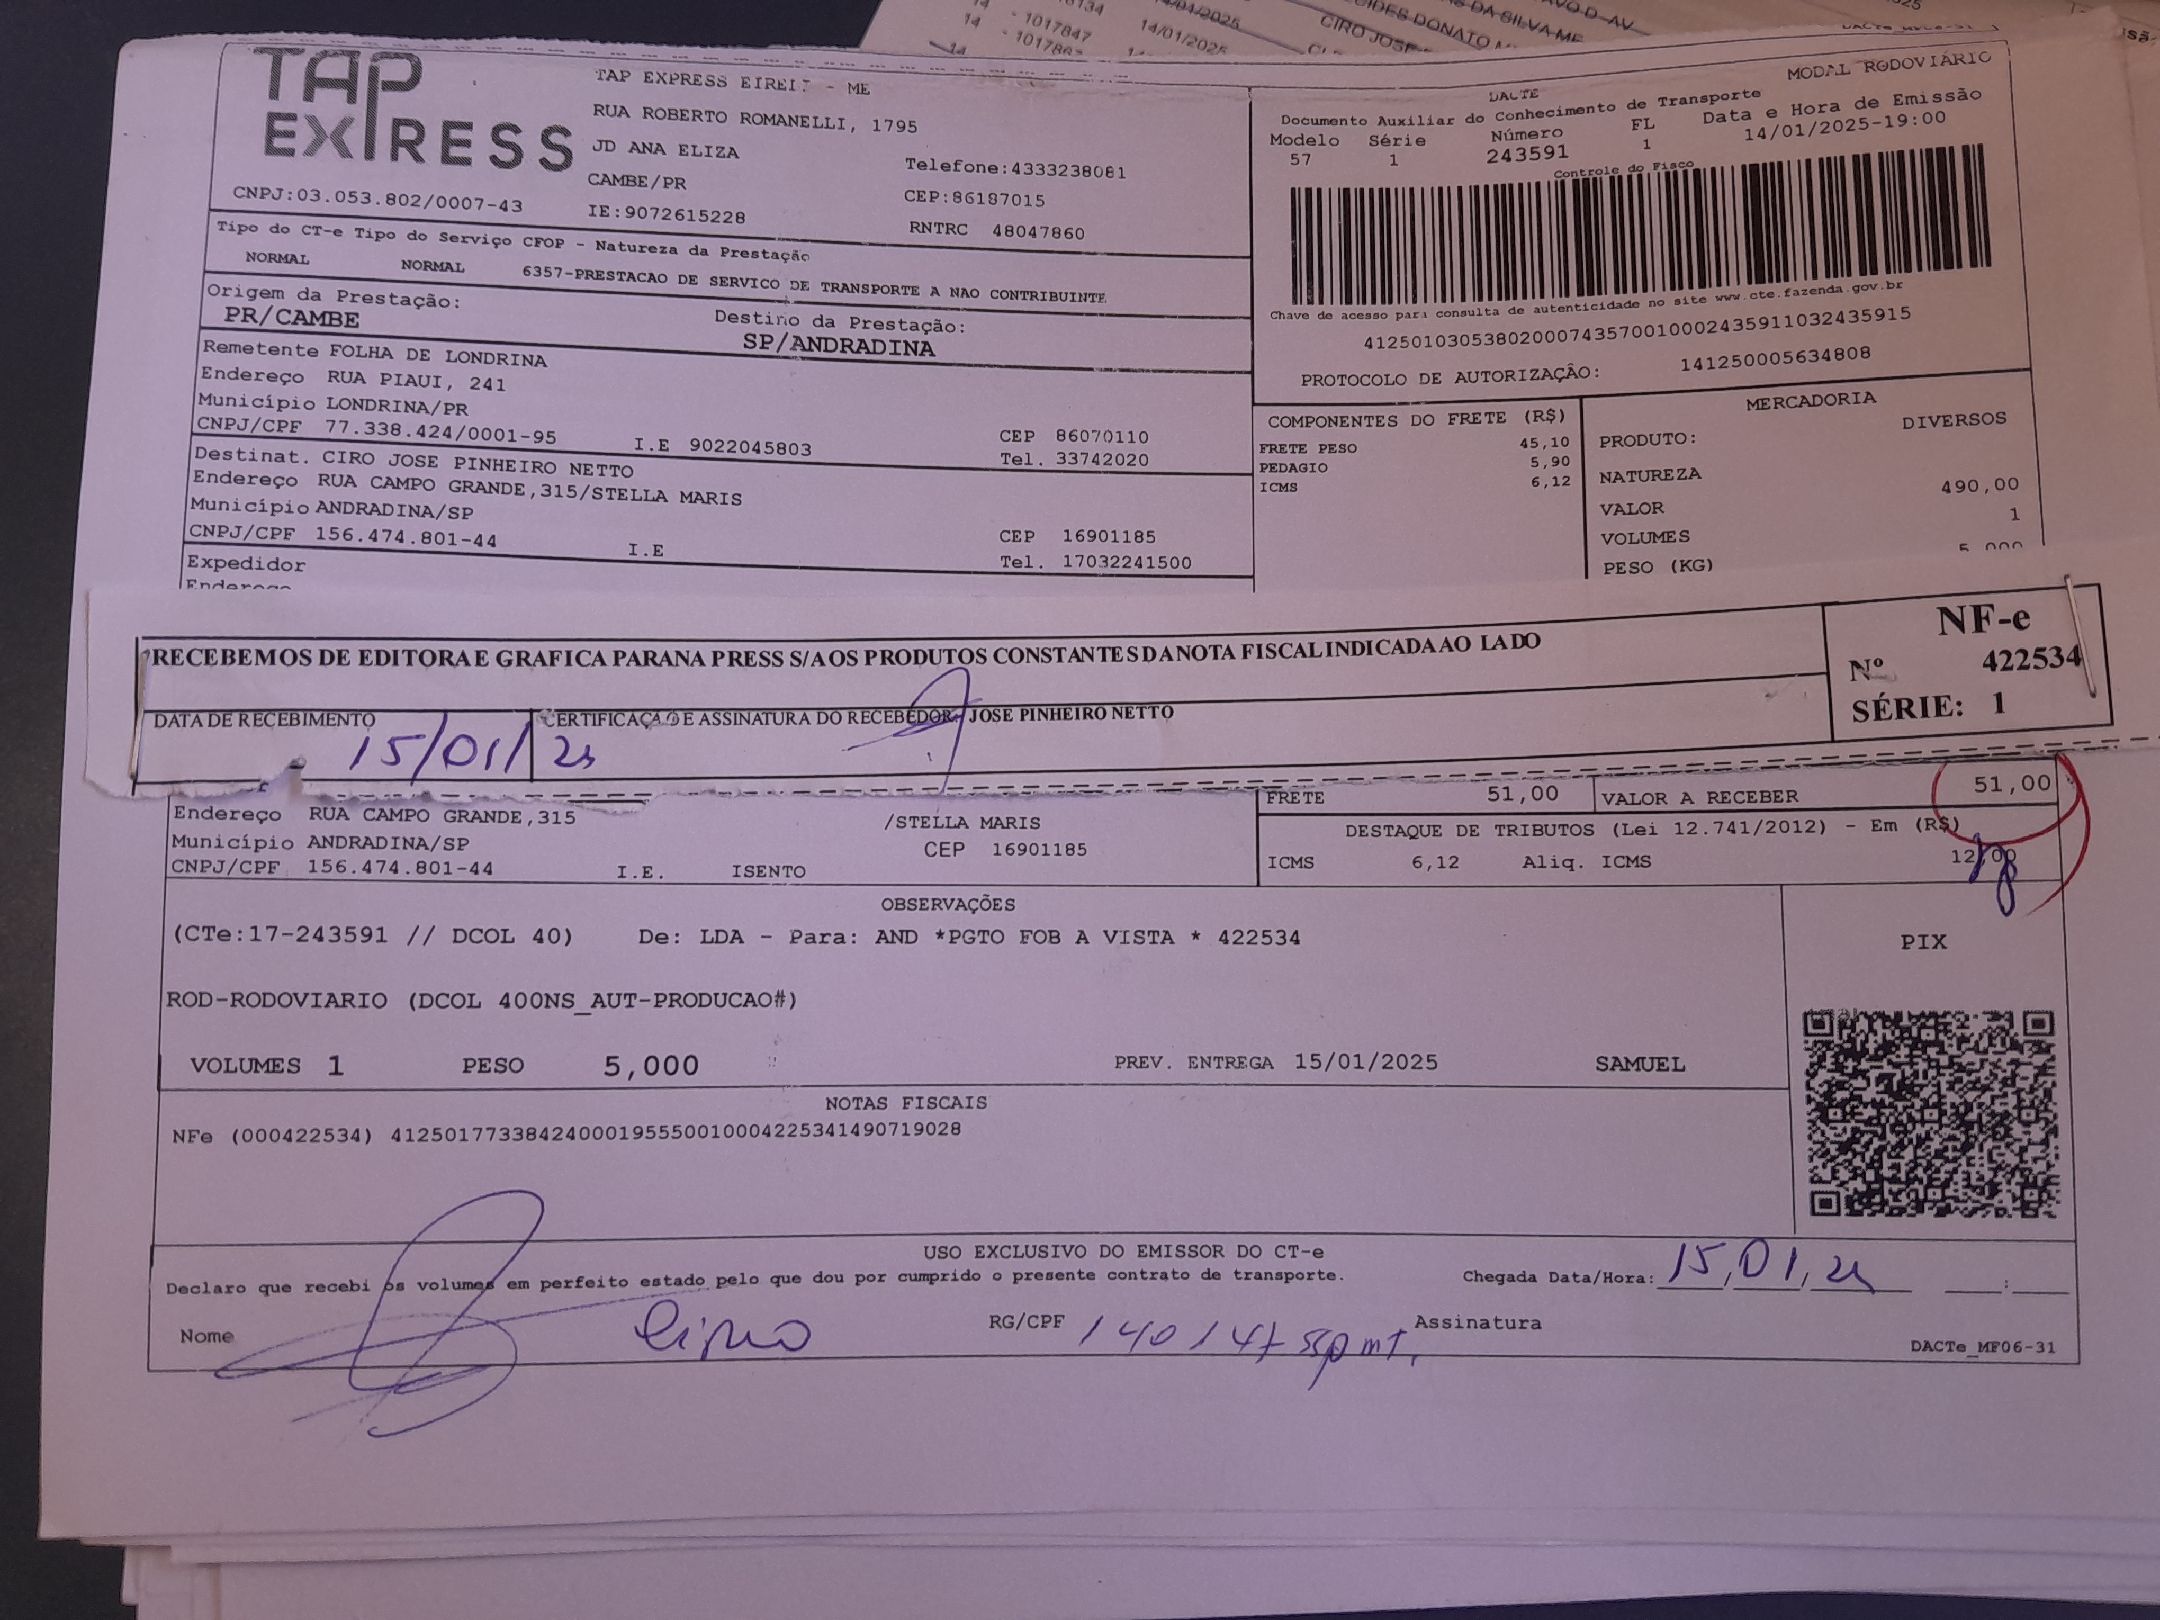 14/01/2025
14 - 1017847 14/01/2025 CIRO JOSE
1017
TAP EXPRESS
TAP EXPRESS EIRELI - ME
RUA ROBERTO ROMANELLI, 1795
JD ANA ELIZA
Telefone:4333238081
CAMBE/PR
CEP:86187015
CNPJ:03.053.802/0007-43
IE:9072615228
RNTRC 48047860
MODAL RODOVIÁRIO
DACTE
Documento Auxiliar do Conhecimento de Transporte
Modelo Série Número FL Data e Hora de Emissão
57 1 243591 1 14/01/2025-19:00
Controle do Fisco
Chave de acesso para consulta de autenticidade no site www.cte.fazenda.gov.br
41250103053802000743570010002435911032435915
PROTOCOLO DE AUTORIZAÇÃO: 141250005634808
Tipo do CT-e Tipo do Serviço CFOP - Natureza da Prestação
NORMAL NORMAL 6357-PRESTACAO DE SERVICO DE TRANSPORTE A NAO CONTRIBUINTE
Origem da Prestação: Destino da Prestação:
PR/CAMBE SP/ANDRADINA
Remetente FOLHA DE LONDRINA
Endereço RUA PIAUI, 241
Município LONDRINA/PR
CEP 86070110
CNPJ/CPF 77.338.424/0001-95 I.E 9022045803 Tel. 33742020
Destinat. CIRO JOSE PINHEIRO NETTO
Endereço RUA CAMPO GRANDE,315/STELLA MARIS
Município ANDRADINA/SP
CEP 16901185
CNPJ/CPF 156.474.801-44 I.E Tel. 17032241500
Expedidor
Endereço
COMPONENTES DO FRETE (R$)
FRETE PESO 45,10
PEDAGIO 5,90
ICMS 6,12
MERCADORIA
PRODUTO: DIVERSOS
NATUREZA
VALOR 490,00
VOLUMES 1
PESO (KG) 5,000
RECEBEMOS DE EDITORA E GRAFICA PARANA PRESS S/A OS PRODUTOS CONSTANTES DA NOTA FISCAL INDICADA AO LADO
DATA DE RECEBIMENTO
15/01/25
CERTIFICAÇÃO E ASSINATURA DO RECEBEDOR JOSE PINHEIRO NETTO
NF-e
Nº 422534
SÉRIE: 1
Endereço RUA CAMPO GRANDE,315 /STELLA MARIS
Município ANDRADINA/SP CEP 16901185
CNPJ/CPF 156.474.801-44 I.E. ISENTO
FRETE 51,00 VALOR A RECEBER 51,00
DESTAQUE DE TRIBUTOS (Lei 12.741/2012) - Em (R$)
ICMS 6,12 Aliq. ICMS 12,00
OBSERVAÇÕES
(CTe:17-243591 // DCOL 40) De: LDA - Para: AND *PGTO FOB A VISTA * 422534
ROD-RODOVIARIO (DCOL 400NS_AUT-PRODUCAO#)
VOLUMES 1 PESO 5,000 PREV. ENTREGA 15/01/2025 SAMUEL
PIX
NOTAS FISCAIS
NFe (000422534) 41250177338424000195550010004225341490719028
USO EXCLUSIVO DO EMISSOR DO CT-e
Declaro que recebi os volumes em perfeito estado pelo que dou por cumprido o presente contrato de transporte. Chegada Data/Hora: 15,01,25 :
Nome Ciro RG/CPF 140147 SSP MT. Assinatura
DACTe_MF06-31